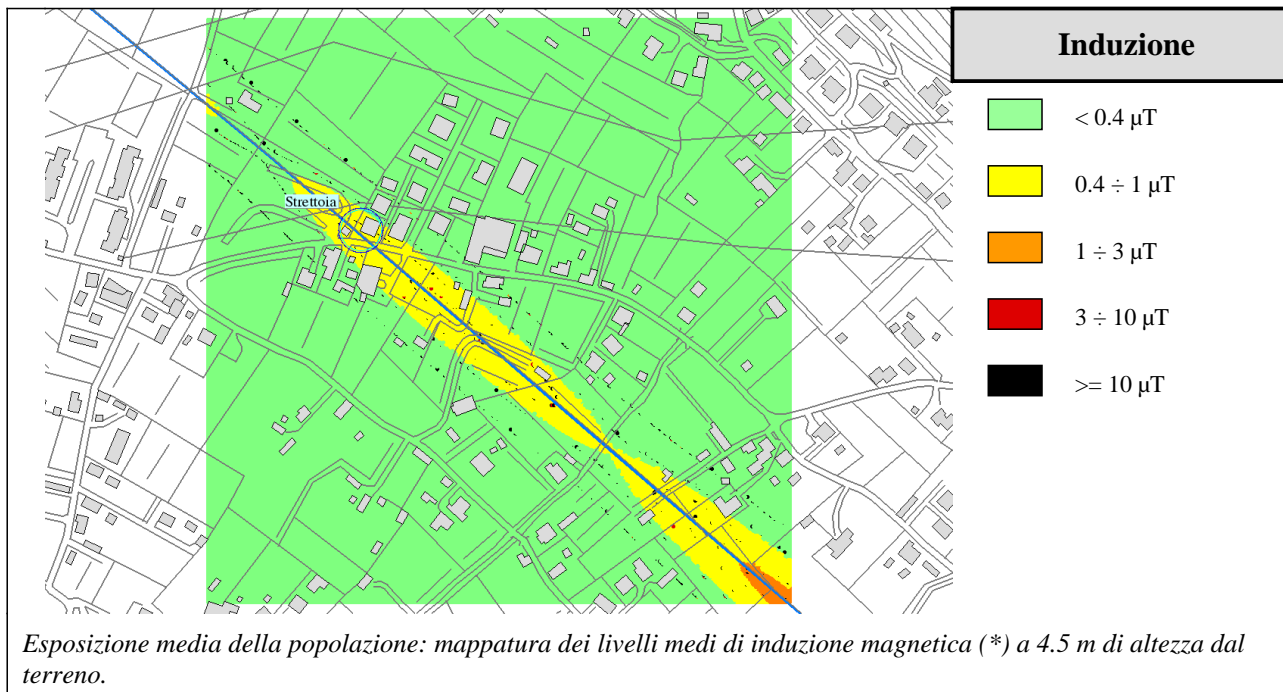 Induzione
< 0.4 µT
0.4 ÷ 1 µT
1 ÷ 3 µT
3 ÷ 10 µT
>= 10 µT
Strettoia
Esposizione media della popolazione: mappatura dei livelli medi di induzione magnetica (*) a 4.5 m di altezza dal
terreno.